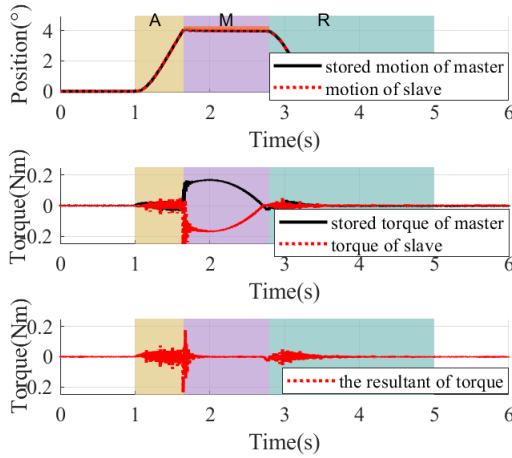 A M R
4
2
0
Position(°)
0 1 2 3 4 5 6
stored motion of master
motion of slave
Time(s)
0.2
0
0.2
Torque(Nm)
0 1 2 3 4 5 6
stored torque of master
torque of slave
Time(s)
0.2
0
0.2
Torque(Nm)
0 1 2 3 4 5 6
the resultant of torque
Time(s)